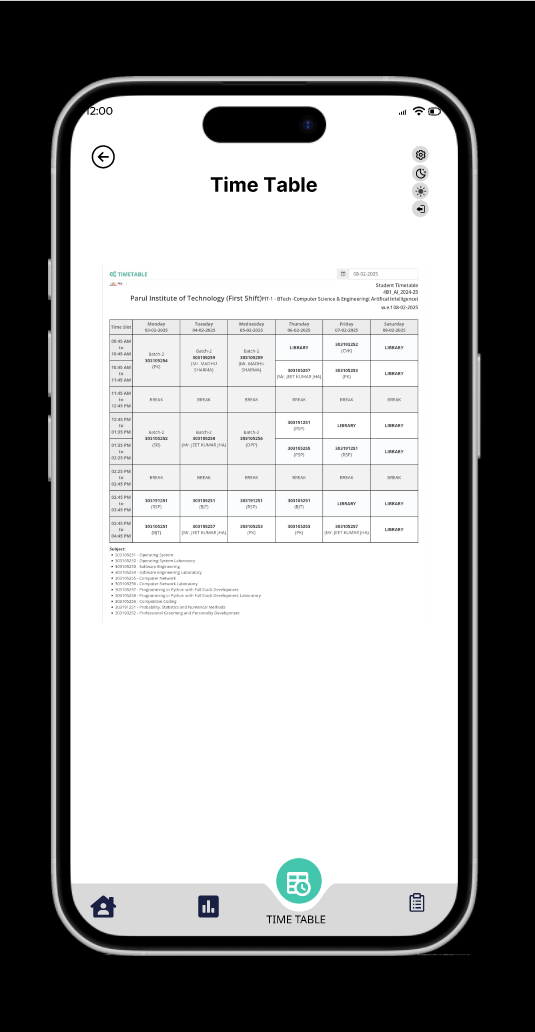 12:00
Time Table
TIMETABLE
08-02-2025
Student Timetable
4B1_AI_2024-25
Parul Institute of Technology (First Shift)PIT-1 - BTech -Computer Science & Engineering( Artifical Intelligence)
w.e.f 08-02-2025
Time Slot Monday 03-02-2025 Tuesday 04-02-2025 Wednesday 05-02-2025 Thursday 06-02-2025 Friday 07-02-2025 Saturday 08-02-2025
09:45 AM to 10:45 AM Batch-2 303105254 (PK) Batch-2 303105259 (Mr. MADHU SHARMA) Batch-2 303105259 (Mr. MADHU SHARMA) LIBRARY 303193252 (CVK) LIBRARY
10:45 AM to 11:45 AM 303105257 (Mr. JEET KUMAR JHA) 303105253 (PK) LIBRARY
11:45 AM to 12:45 PM BREAK BREAK BREAK BREAK BREAK BREAK
12:45 PM to 01:35 PM Batch-2 303105252 (SD) Batch-2 303105258 (Mr. JEET KUMAR JHA) Batch-2 303105256 (DPP) 303191251 (RSP) LIBRARY LIBRARY
01:35 PM to 02:25 PM 303105255 (PSP) 303191251 (RSP) LIBRARY
02:25 PM to 02:45 PM BREAK BREAK BREAK BREAK BREAK BREAK
02:45 PM to 03:45 PM 303191251 (RSP) 303105251 (BJT) 303191251 (RSP) 303105251 (BJT) LIBRARY LIBRARY
03:45 PM to 04:45 PM 303105251 (BJT) 303105257 (Mr. JEET KUMAR JHA) 303105253 (PK) 303105253 (PK) 303105257 (Mr. JEET KUMAR JHA) LIBRARY
Subject:
303105251 - Operating System
303105252 - Operating System Laboratory
303105253 - Software Engineering
303105254 - Software Engineering Laboratory
303105255 - Computer Network
303105256 - Computer Network Laboratory
303105257 - Programming in Python with Full Stack Development
303105258 - Programming in Python with Full Stack Development Laboratory
303105259 - Competitive Coding
303191251 - Probability, Statistics and Numerical Methods
303193252 - Professional Grooming and Personality Development
TIME TABLE